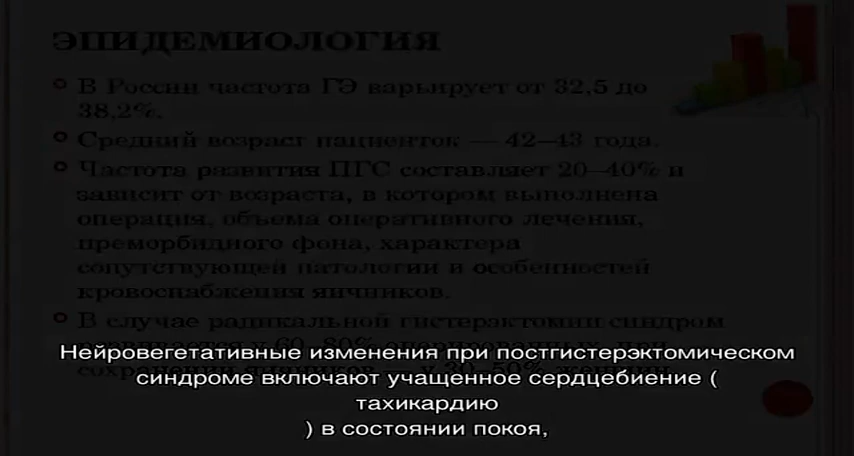 ЭПИДЕМИОЛОГИЯ
В России частота ГЭ варьирует от 32,5 до
38,2%.
Средний возраст пациенток — 42–43 года.
Частота развития ПГС составляет 20–40% и
зависит от возраста, в котором выполнена
операция, объема оперативного лечения,
преморбидного фона, характера
сопутствующей патологии и особенностей
кровоснабжения яичников.
В случае радикальной гистерэктомии синдром
Нейровегетативные изменения при постгистерэктомическом
синдроме включают учащенное сердцебиение (
тахикардию
) в состоянии покоя,